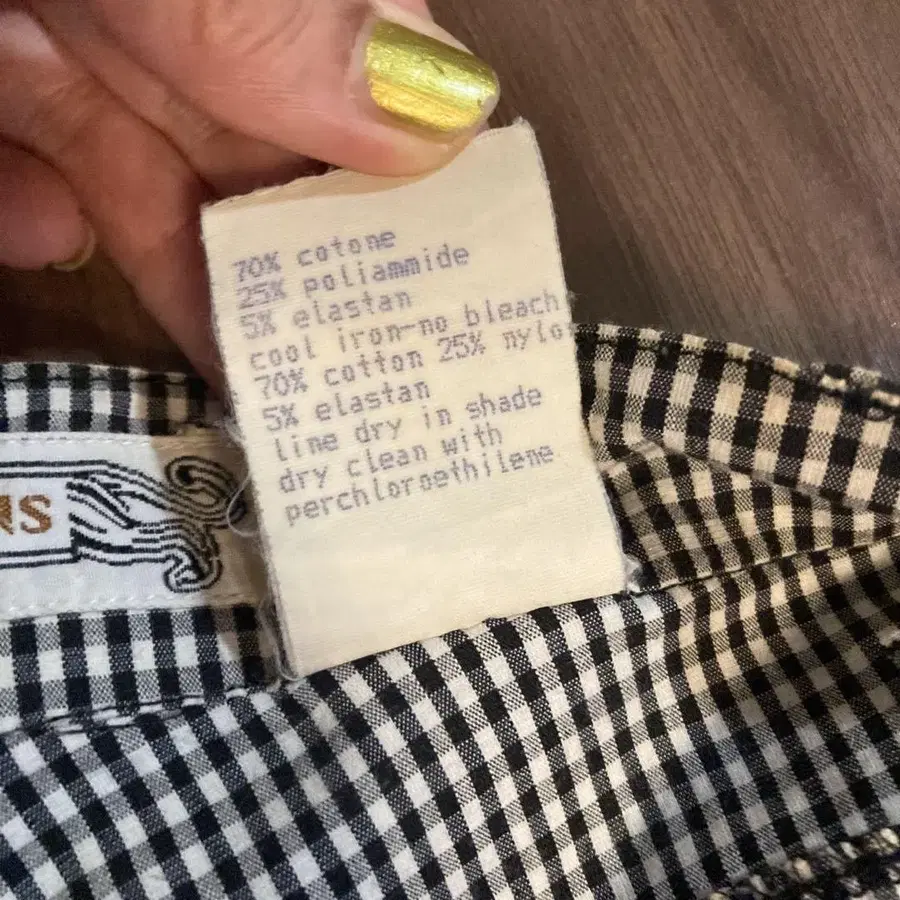 70% cotone
25% poliammide
5% elastan
cool iron-no bleach
70% cotton 25% nylo
5% elastan
line dry in shade
dry clean with
perchloroethilene
NS